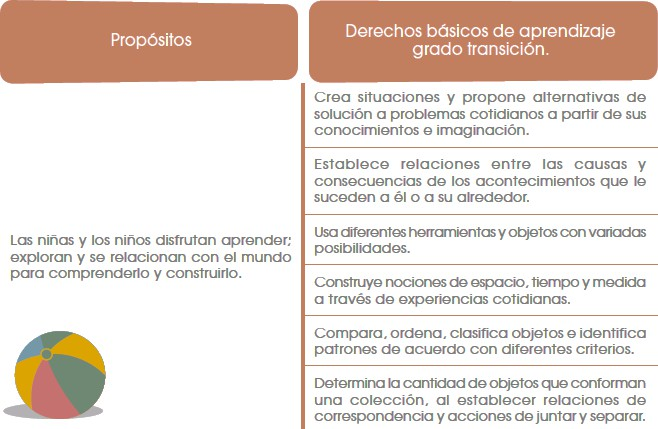 Propósitos
Derechos básicos de aprendizaje
grado transición.
Las niñas y los niños disfrutan aprender;
exploran y se relacionan con el mundo
para comprenderlo y construirlo.
Crea situaciones y propone alternativas de
solución a problemas cotidianos a partir de sus
conocimientos e imaginación.
Establece relaciones entre las causas y
consecuencias de los acontecimientos que le
suceden a él o a su alrededor.
Usa diferentes herramientas y objetos con variadas
posibilidades.
Construye nociones de espacio, tiempo y medida
a través de experiencias cotidianas.
Compara, ordena, clasifica objetos e identifica
patrones de acuerdo con diferentes criterios.
Determina la cantidad de objetos que conforman
una colección, al establecer relaciones de
correspondencia y acciones de juntar y separar.